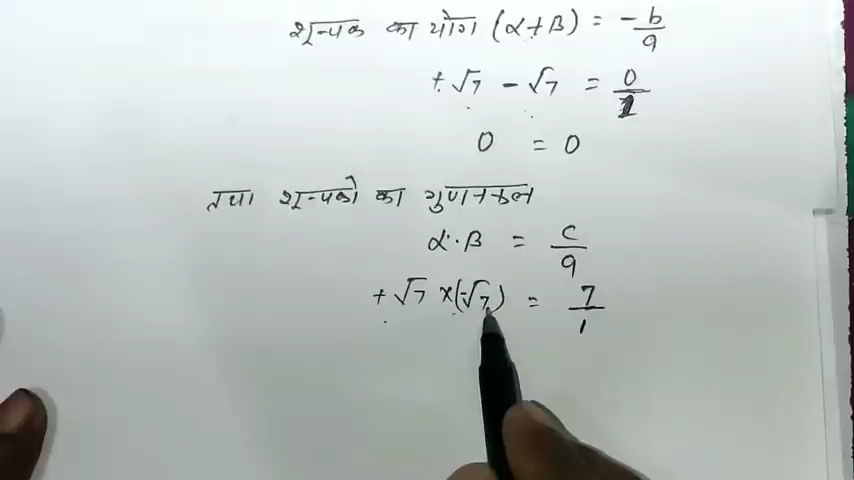 शून्यक का योग (α+β) = -b/a
+√7 - √7 = 0/1
0 = 0
तथा शून्यको का गुणनफल
α·β = c/a
+√7 ×(-√7) = 7/1